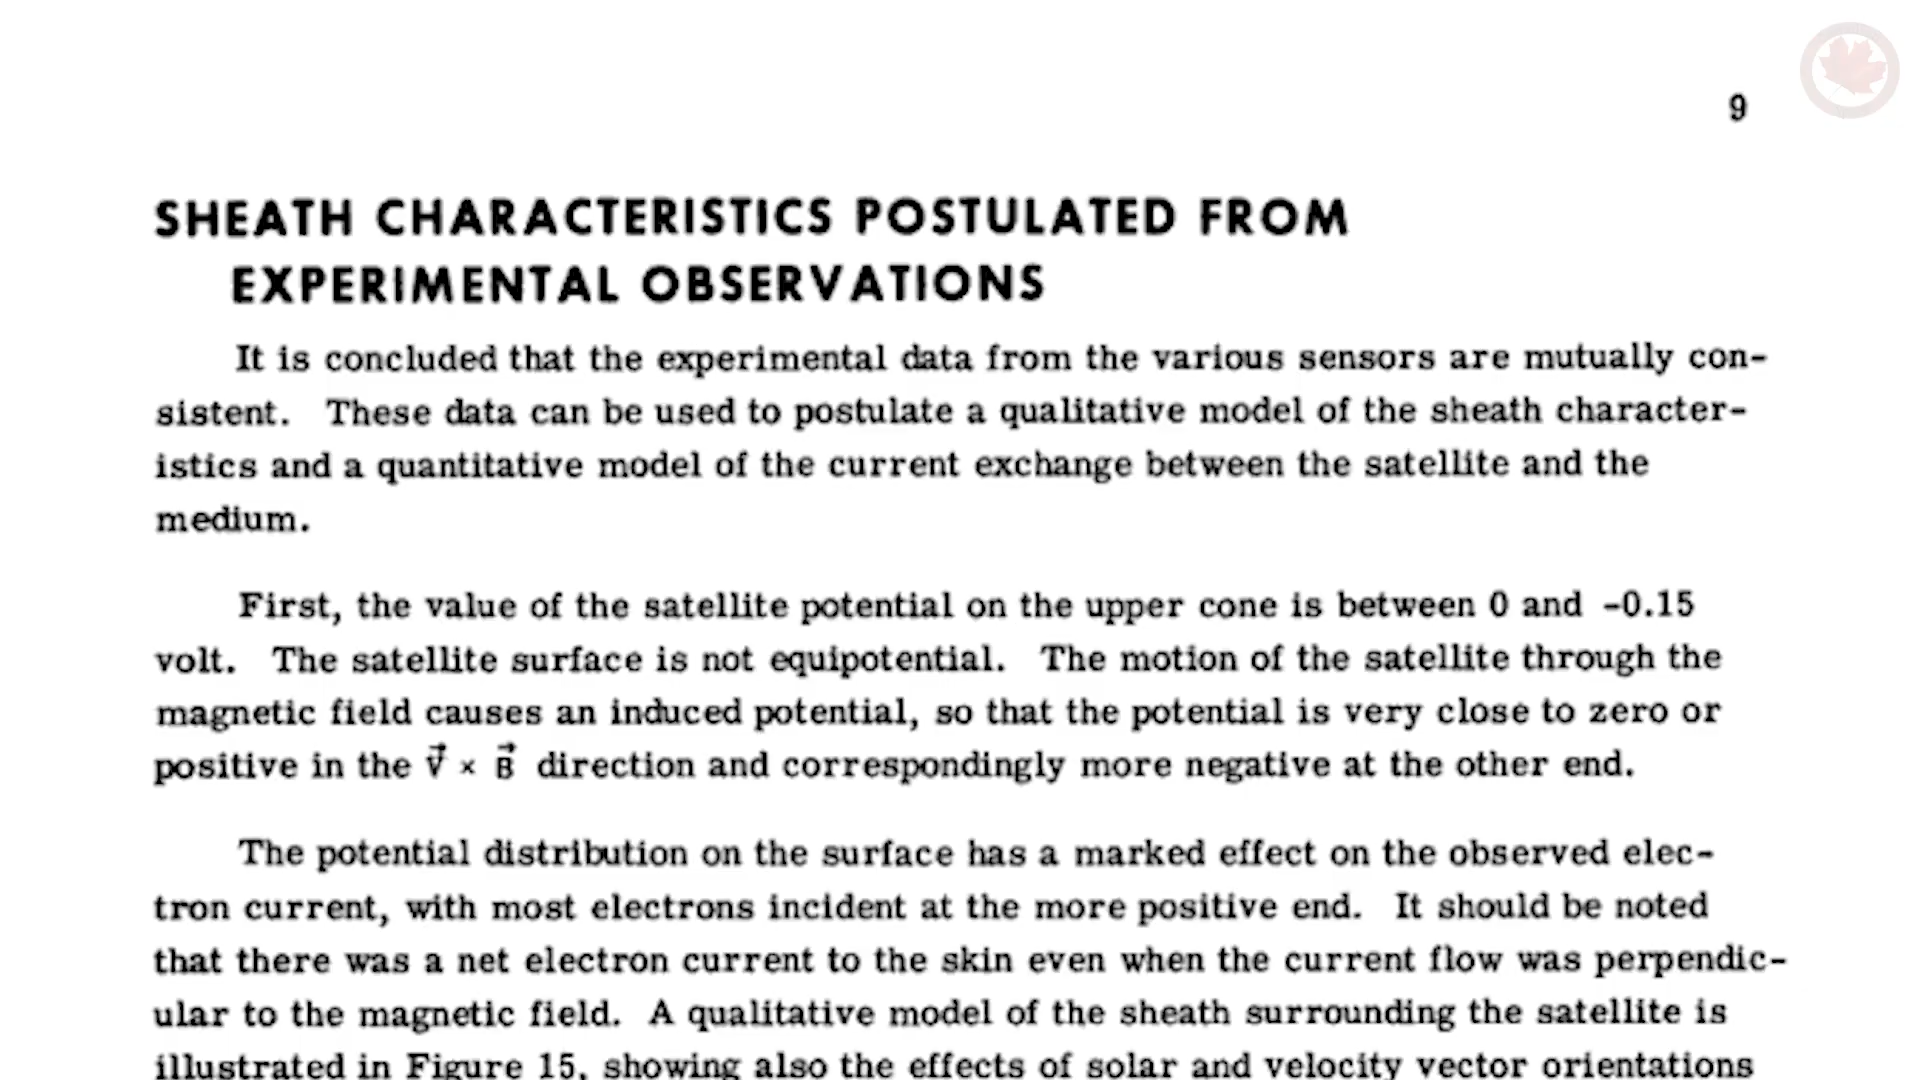 9
SHEATH CHARACTERISTICS POSTULATED FROM
EXPERIMENTAL OBSERVATIONS
It is concluded that the experimental data from the various sensors are mutually con-
sistent. These data can be used to postulate a qualitative model of the sheath character-
istics and a quantitative model of the current exchange between the satellite and the
medium.
First, the value of the satellite potential on the upper cone is between 0 and -0.15
volt. The satellite surface is not equipotential. The motion of the satellite through the
magnetic field causes an induced potential, so that the potential is very close to zero or
positive in the V⃗ × B⃗ direction and correspondingly more negative at the other end.
The potential distribution on the surface has a marked effect on the observed elec-
tron current, with most electrons incident at the more positive end. It should be noted
that there was a net electron current to the skin even when the current flow was perpendic-
ular to the magnetic field. A qualitative model of the sheath surrounding the satellite is
illustrated in Figure 15, showing also the effects of solar and velocity vector orientations